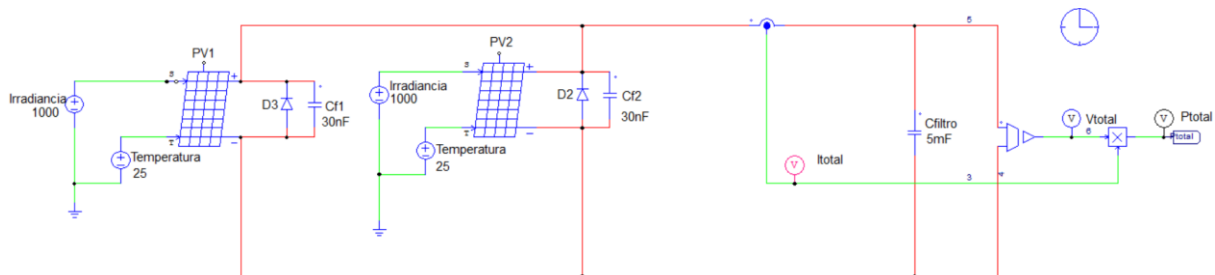 PV1
S
+
Irradiancia
1000
D3
Cf1
30nF
T
−
Temperatura
25
PV2
S
+
Irradiancia
1000
D2
Cf2
30nF
T
−
Temperatura
25
5
Cfiltro
5mF
V
Itotal
3
4
V
Vtotal
6
V
Ptotal
Ptotal